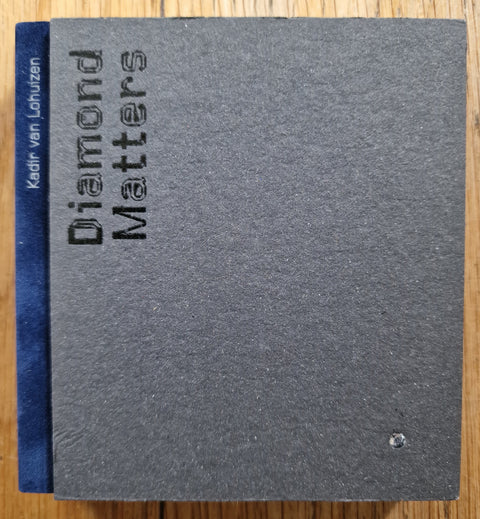 Kadir van Lohuizen
Diamond
Matters